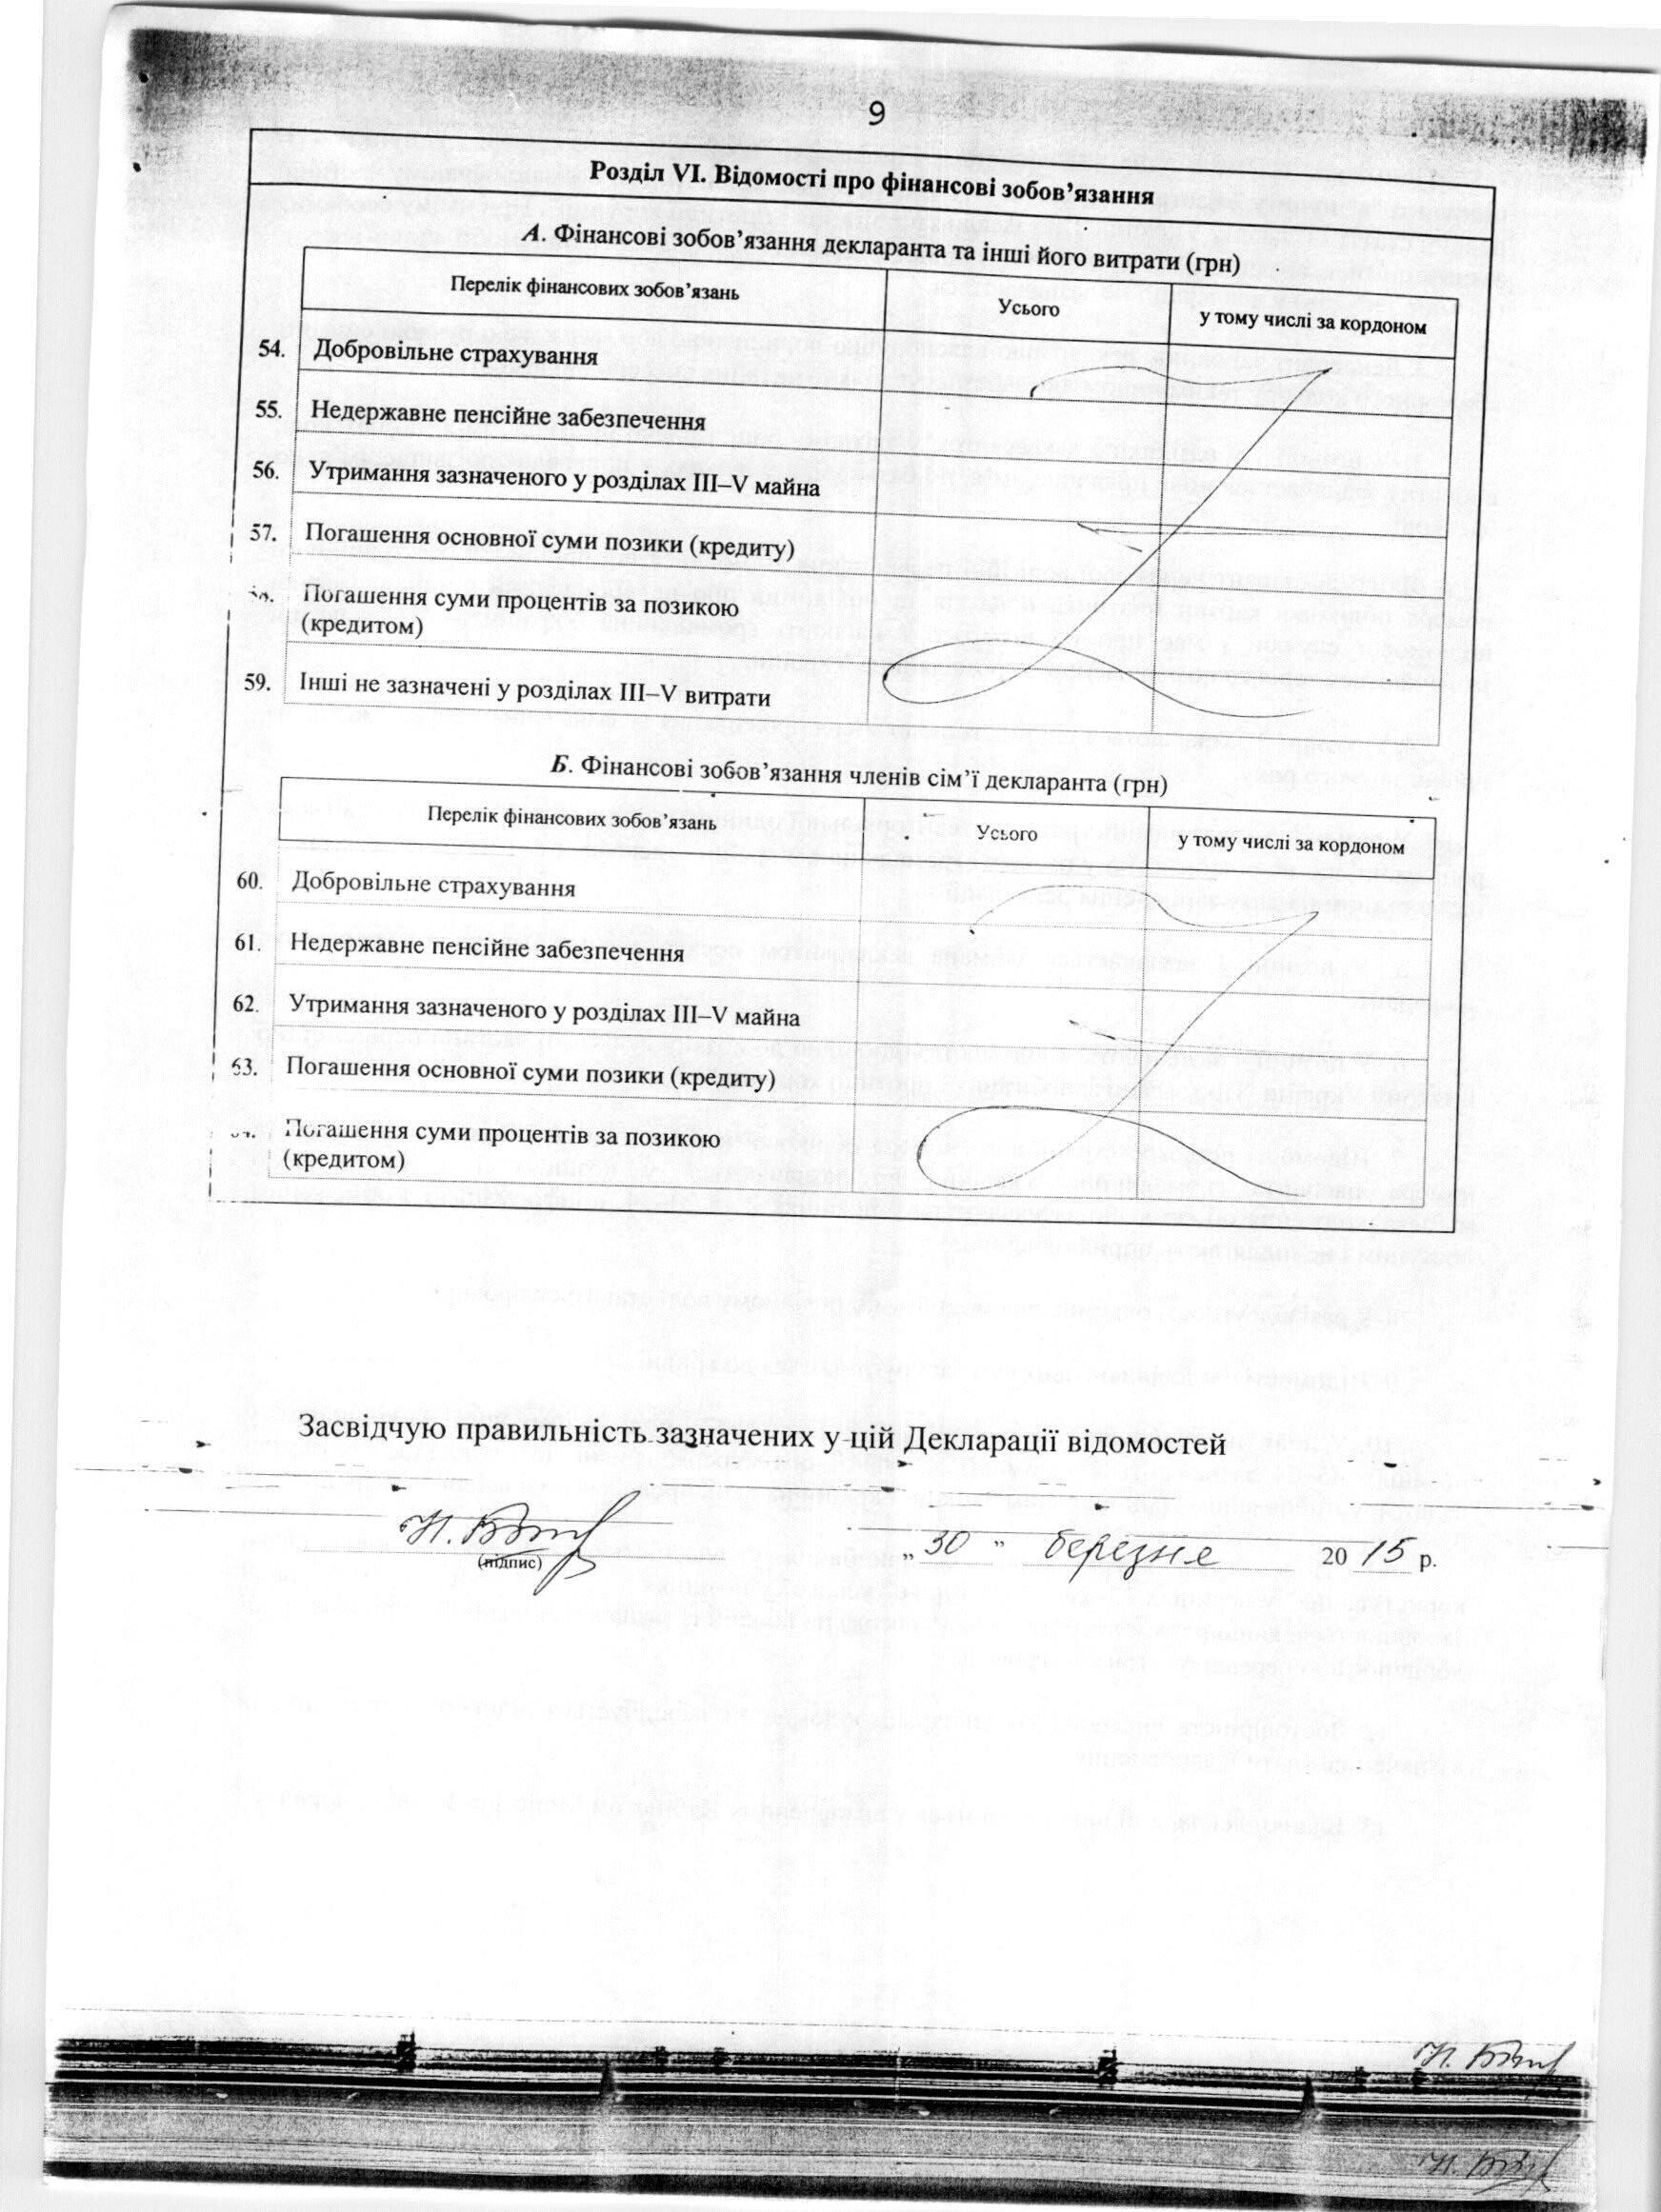 9
Розділ VI. Відомості про фінансові зобов’язання
А. Фінансові зобов’язання декларанта та інші його витрати (грн)
Перелік фінансових зобов’язань Усього у тому числі за кордоном
54. Добровільне страхування
55. Недержавне пенсійне забезпечення
56. Утримання зазначеного у розділах III–V майна
57. Погашення основної суми позики (кредиту)
Погашення суми процентів за позикою
(кредитом)
59. Інші не зазначені у розділах III–V витрати
Б. Фінансові зобов’язання членів сім’ї декларанта (грн)
Перелік фінансових зобов’язань Усього у тому числі за кордоном
60. Добровільне страхування
61. Недержавне пенсійне забезпечення
62. Утримання зазначеного у розділах III–V майна
63. Погашення основної суми позики (кредиту)
Погашення суми процентів за позикою
(кредитом)
Засвідчую правильність зазначених у цій Декларації відомостей
(підпис) „ 30 ” березня 20 15 р.